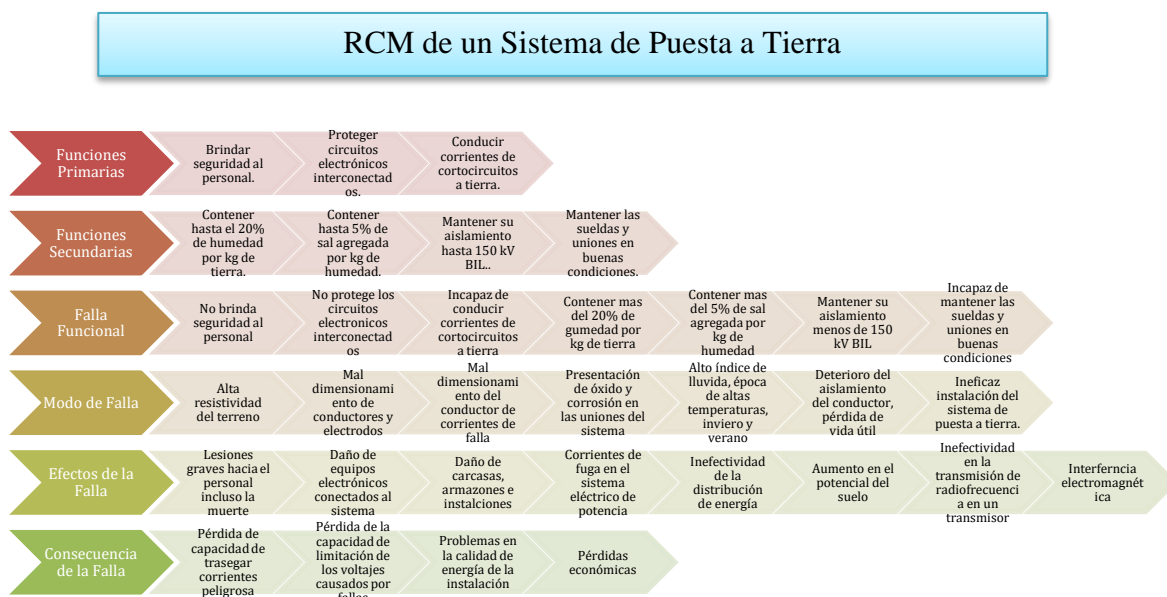 RCM de un Sistema de Puesta a Tierra
Funciones
Primarias
Brindar
seguridad al
personal.
Proteger
circuitos
electrónicos
interconectad
os.
Conducir
corrientes de
cortocircuitos
a tierra.
Funciones
Secundarias
Contener
hasta el 20%
de humedad
por kg de
tierra.
Contener
hasta 5% de
sal agregada
por kg de
humedad.
Mantener su
aislamiento
hasta 150 kV
BIL..
Mantener las
sueldas y
uniones en
buenas
condiciones.
Falla
Funcional
No brinda
seguridad al
personal
No protege los
circuitos
electronicos
interconectad
os
Incapaz de
conducir
corrientes de
cortocircuitos
a tierra
Contener mas
del 20% de
gumedad por
kg de tierra
Contener mas
del 5% de sal
agregada por
kg de
humedad
Mantener su
aislamiento
menos de 150
kV BIL
Incapaz de
mantener las
sueldas y
uniones en
buenas
condiciones
Modo de Falla
Alta
resistividad
del terreno
Mal
dimensionami
ento de
conductores y
electrodos
Mal
dimensionami
ento del
conductor de
corrientes de
falla
Presentación
de óxido y
corrosión en
las uniones del
sistema
Alto índice de
lluvida, época
de altas
temperaturas,
inviero y
verano
Deterioro del
aislamiento
del conductor,
pérdida de
vida útil
Ineficaz
instalación del
sistema de
puesta a tierra.
Efectos de la
Falla
Lesiones
graves hacia el
personal
incluso la
muerte
Daño de
equipos
electrónicos
conectados al
sistema
Daño de
carcasas,
armazones e
instalciones
Corrientes de
fuga en el
sistema
eléctrico de
potencia
Inefectividad
de la
distribución de
energía
Aumento en el
potencial del
suelo
Inefectividad
en la
transmisión de
radiofrecuenci
a en un
transmisor
Interferncia
electromagnét
ica
Consecuencia
de la Falla
Pérdida de
capacidad de
trasegar
corrientes
peligrosa
Pérdida de la
capacidad de
limitación de
los voltajes
causados por
fallas
Problemas en
la calidad de
energía de la
instalación
Pérdidas
económicas